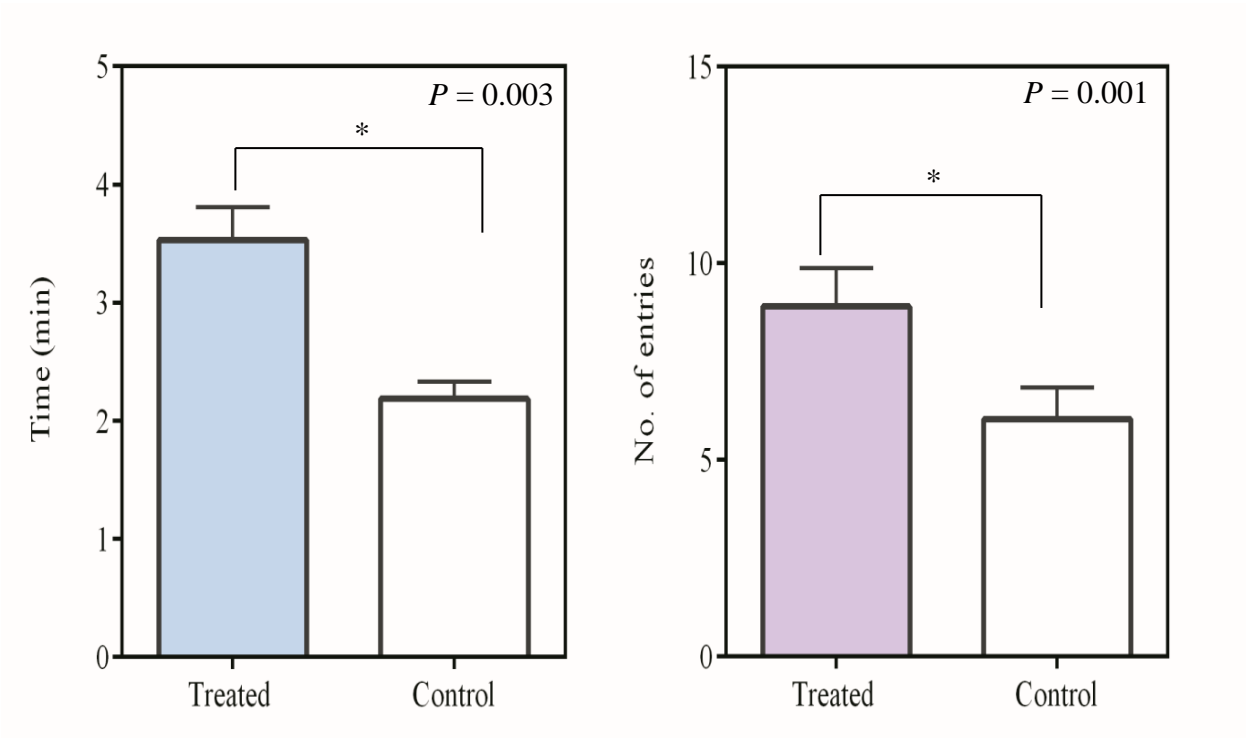 5
P = 0.003
*
4
3
2
1
0
Time (min)
Treated Control
15
P = 0.001
*
10
5
0
No. of entries
Treated Control